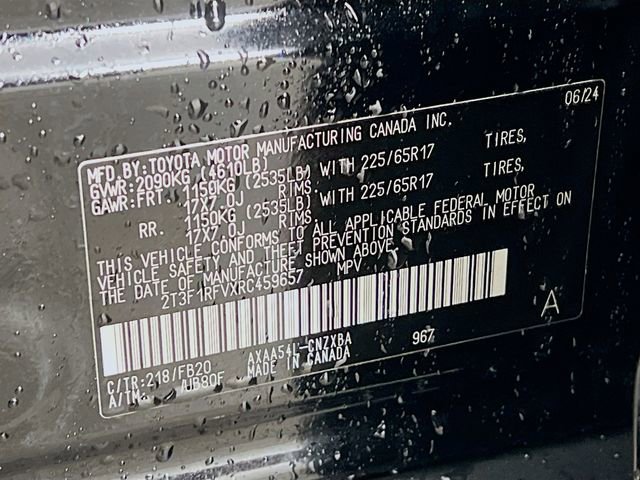 06/24
MFD.BY:TOYOTA MOTOR MANUFACTURING CANADA INC.
GVWR:2090KG (4610LB)
GAWR:FRT. 1150KG (2535LB) WITH 225/65R17 TIRES,
17X7.0J RIMS.
RR. 1150KG (2535LB) WITH 225/65R17 TIRES,
17X7.0J RIMS.
THIS VEHICLE CONFORMS TO ALL APPLICABLE FEDERAL MOTOR
VEHICLE SAFETY AND THEFT PREVENTION STANDARDS IN EFFECT ON
THE DATE OF MANUFACTURE SHOWN ABOVE.
2T3F1RFVXRC459657 MPV
A
C/TR:218/FB20 AXAA54L-CNZXBA 967
A/TM: /UB80F MADE IN CANADA